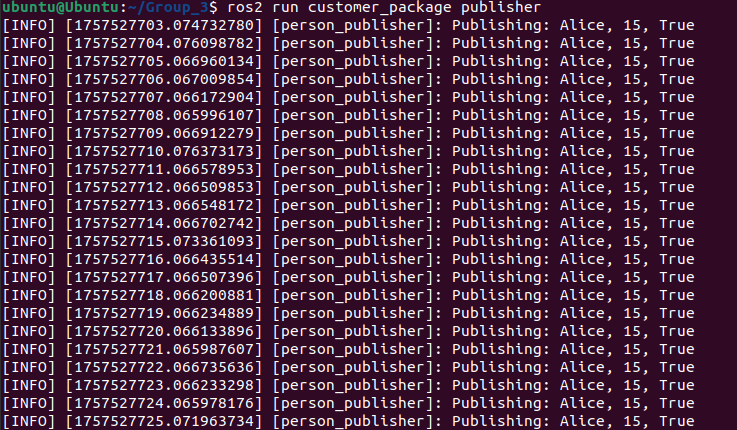 ubuntu@Ubuntu:~/Group_3$ ros2 run customer_package publisher
[INFO] [1757527703.074732780] [person_publisher]: Publishing: Alice, 15, True
[INFO] [1757527704.076098782] [person_publisher]: Publishing: Alice, 15, True
[INFO] [1757527705.066960134] [person_publisher]: Publishing: Alice, 15, True
[INFO] [1757527706.067009854] [person_publisher]: Publishing: Alice, 15, True
[INFO] [1757527707.066172904] [person_publisher]: Publishing: Alice, 15, True
[INFO] [1757527708.065996107] [person_publisher]: Publishing: Alice, 15, True
[INFO] [1757527709.066912279] [person_publisher]: Publishing: Alice, 15, True
[INFO] [1757527710.076373173] [person_publisher]: Publishing: Alice, 15, True
[INFO] [1757527711.066578953] [person_publisher]: Publishing: Alice, 15, True
[INFO] [1757527712.066509853] [person_publisher]: Publishing: Alice, 15, True
[INFO] [1757527713.066548172] [person_publisher]: Publishing: Alice, 15, True
[INFO] [1757527714.066702742] [person_publisher]: Publishing: Alice, 15, True
[INFO] [1757527715.073361093] [person_publisher]: Publishing: Alice, 15, True
[INFO] [1757527716.066435514] [person_publisher]: Publishing: Alice, 15, True
[INFO] [1757527717.066507396] [person_publisher]: Publishing: Alice, 15, True
[INFO] [1757527718.066200881] [person_publisher]: Publishing: Alice, 15, True
[INFO] [1757527719.066234889] [person_publisher]: Publishing: Alice, 15, True
[INFO] [1757527720.066133896] [person_publisher]: Publishing: Alice, 15, True
[INFO] [1757527721.065987607] [person_publisher]: Publishing: Alice, 15, True
[INFO] [1757527722.066735636] [person_publisher]: Publishing: Alice, 15, True
[INFO] [1757527723.066233298] [person_publisher]: Publishing: Alice, 15, True
[INFO] [1757527724.065978176] [person_publisher]: Publishing: Alice, 15, True
[INFO] [1757527725.071963734] [person_publisher]: Publishing: Alice, 15, True